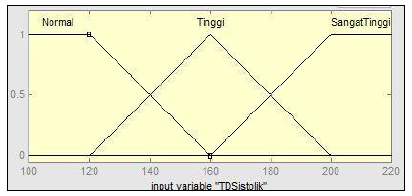 Normal Tinggi SangatTinggi
1
0.5
0
100 120 140 160 180 200 220
input variable "TDSistolik"